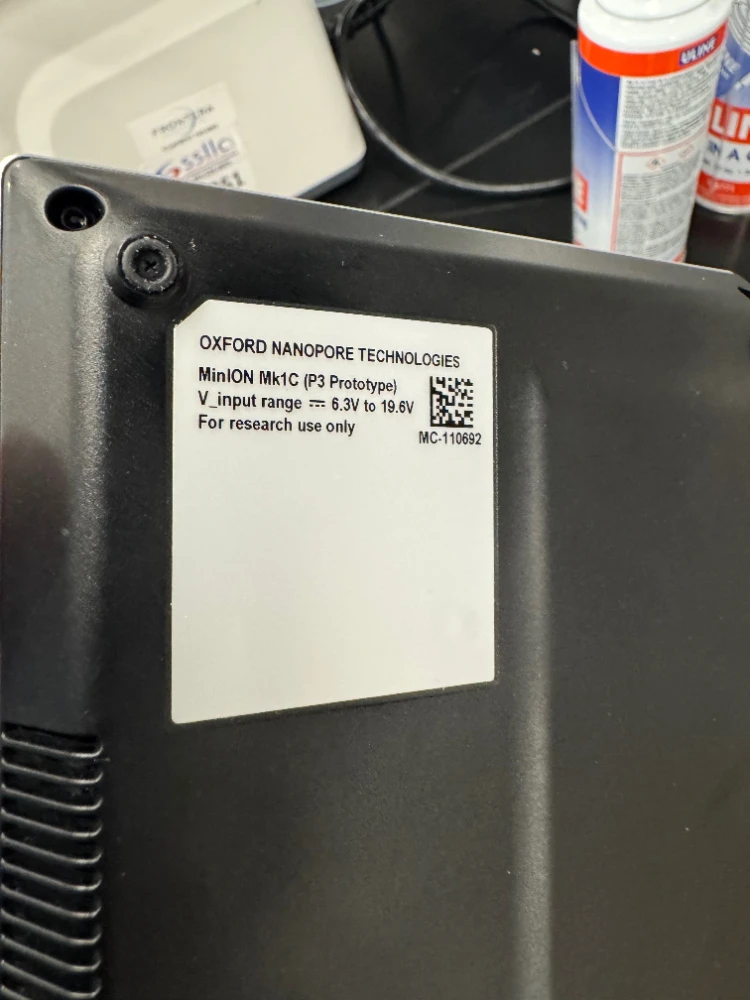 OXFORD NANOPORE TECHNOLOGIES
MinION Mk1C (P3 Prototype)
V_input range ⎓ 6.3V to 19.6V
For research use only
MC-110692